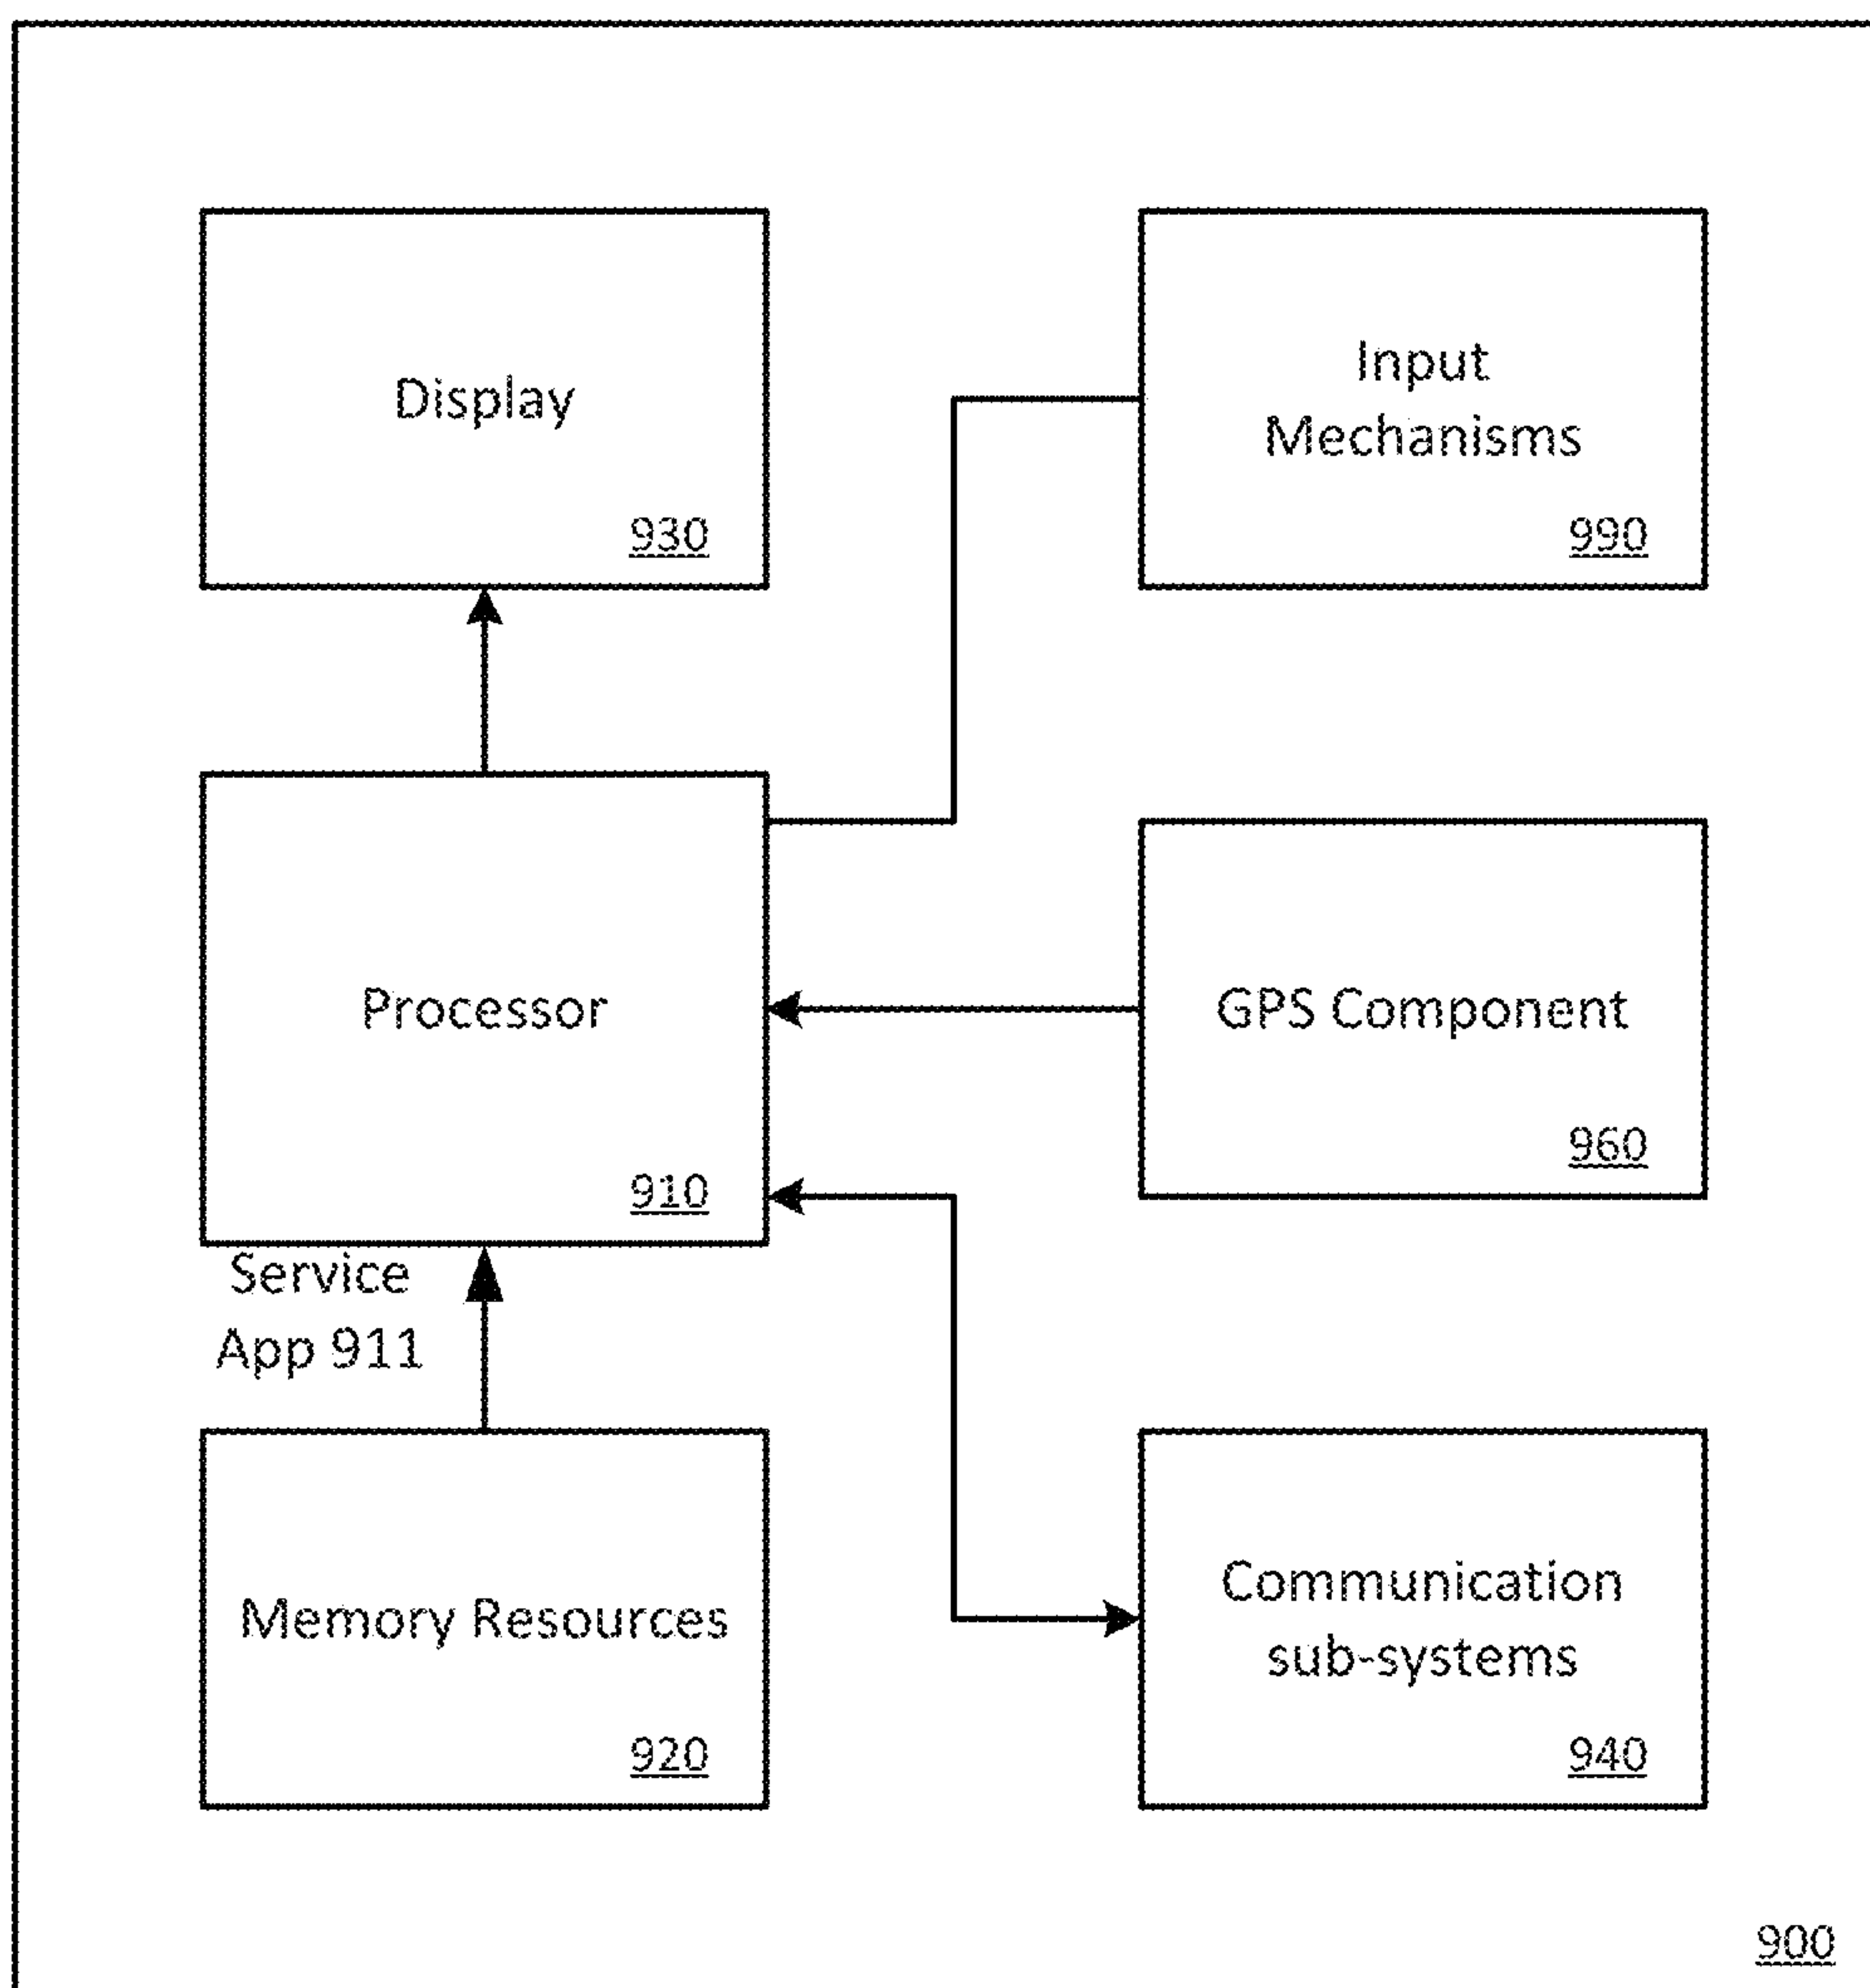 Display
930
Input
Mechanisms
990
Processor
910
GPS Component
960
Service
App 911
Memory Resources
920
Communication
sub-systems
940
900